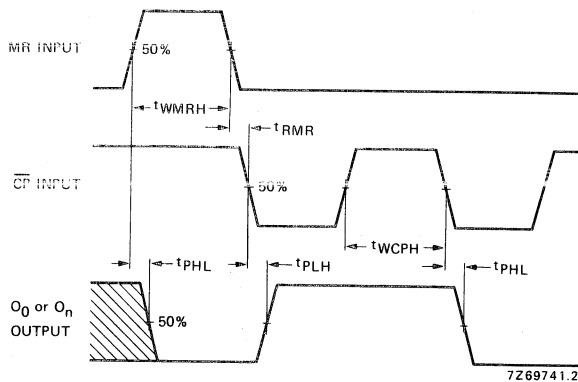 MR INPUT
50%
tWMRH
tRMR
CP INPUT
50%
tWCPH
tPHL
tPLH
tPHL
O0 or On
OUTPUT
50%
7Z69741.2